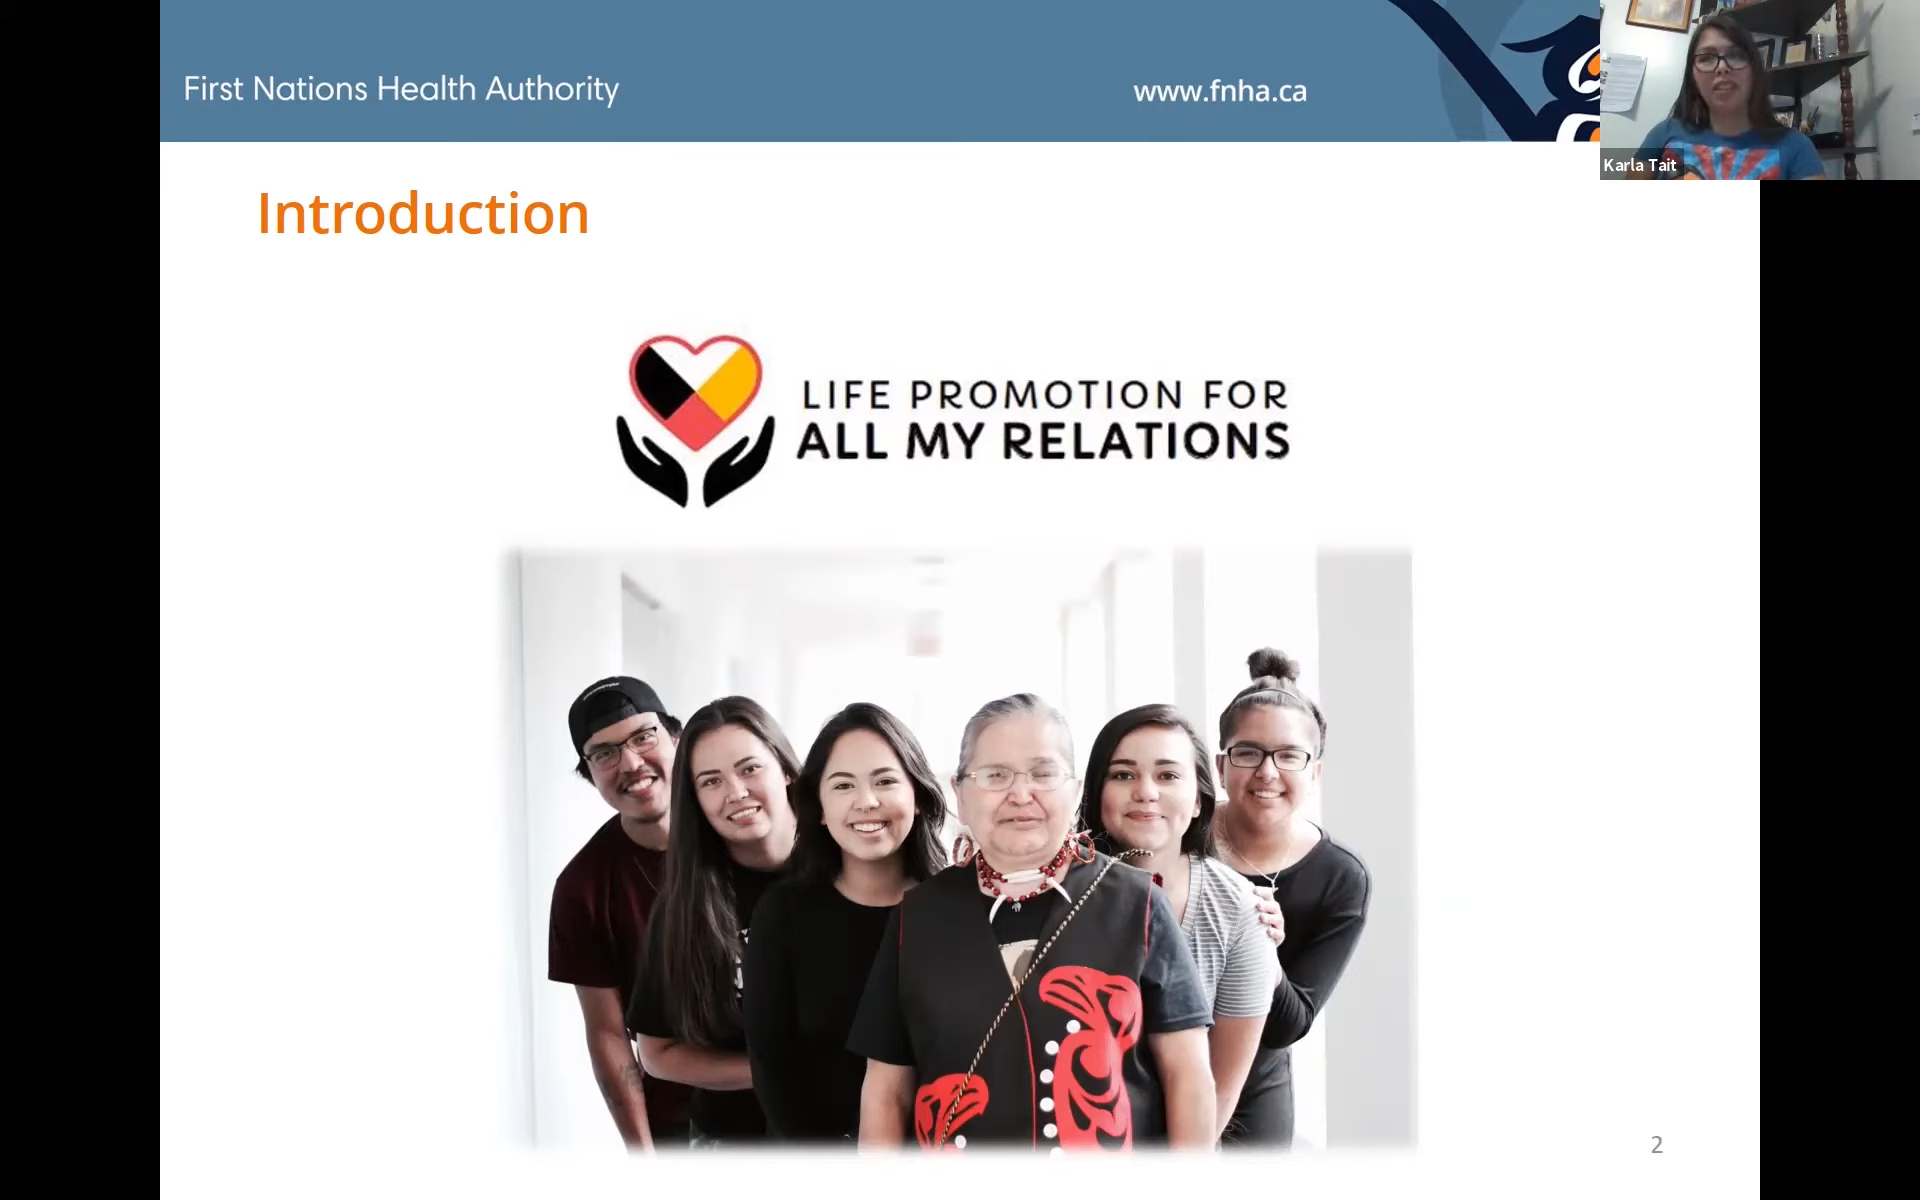 First Nations Health Authority
www.fnha.ca
Karla Tait
Introduction
LIFE PROMOTION FOR
ALL MY RELATIONS
2